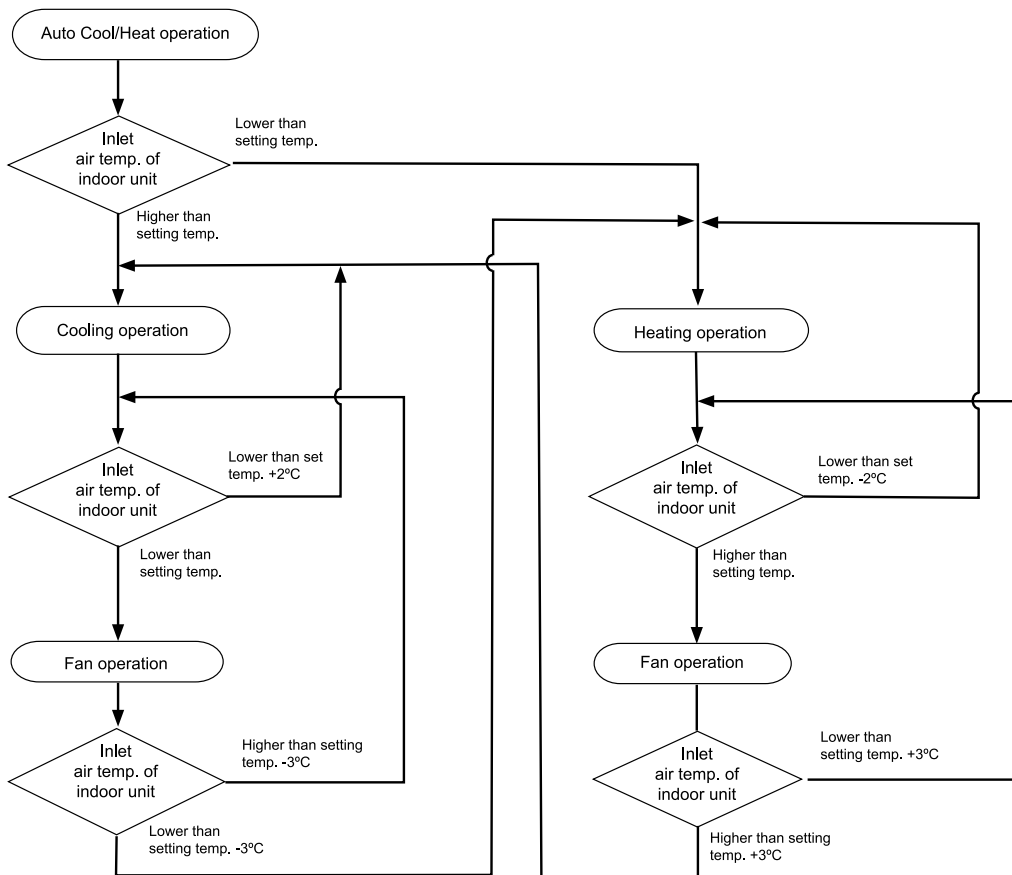 Auto Cool/Heat operation
Inlet
air temp. of
indoor unit
Lower than
setting temp.
Higher than
setting temp.
Cooling operation
Heating operation
Inlet
air temp. of
indoor unit
Lower than set
temp. +2ºC
Inlet
air temp. of
indoor unit
Lower than set
temp. -2ºC
Lower than
setting temp.
Higher than
setting temp.
Fan operation
Fan operation
Inlet
air temp. of
indoor unit
Higher than setting
temp. -3ºC
Inlet
air temp. of
indoor unit
Lower than
setting temp. +3ºC
Lower than
setting temp. -3ºC
Higher than setting
temp. +3ºC